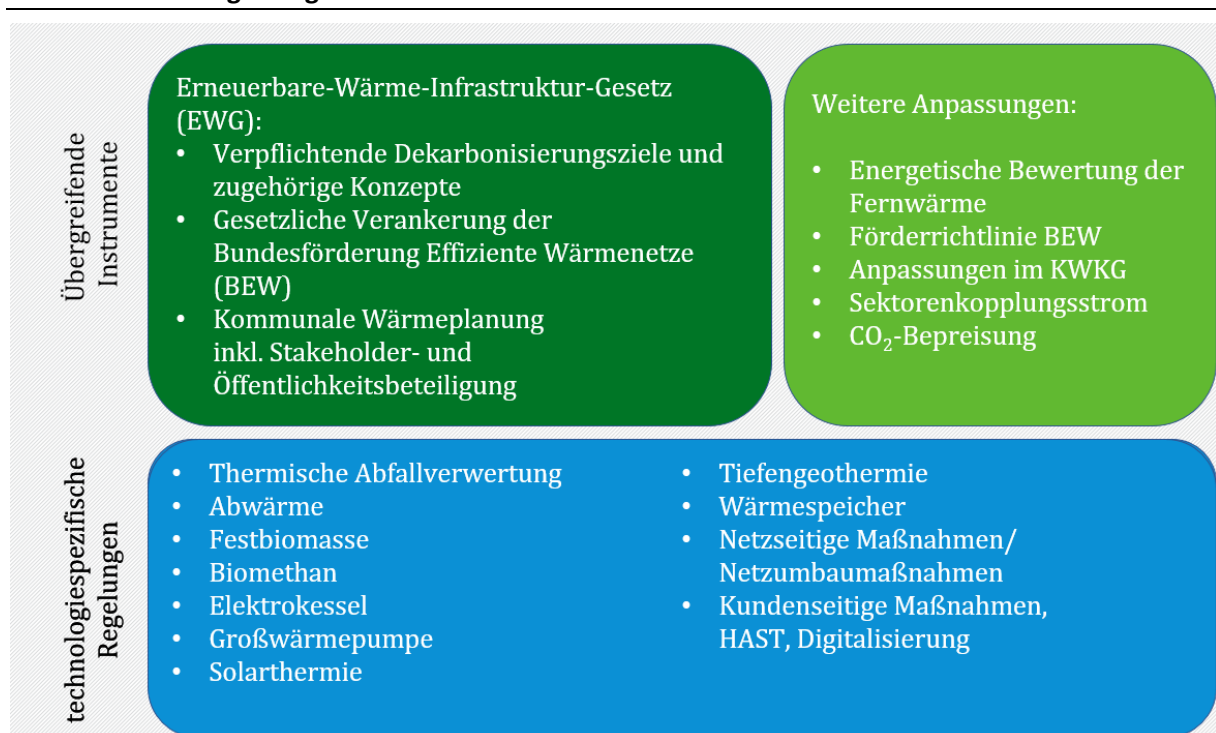 Übergreifende
Instrumente
Erneuerbare-Wärme-Infrastruktur-Gesetz
(EWG):
• Verpflichtende Dekarbonisierungsziele und
zugehörige Konzepte
• Gesetzliche Verankerung der
Bundesförderung Effiziente Wärmenetze
(BEW)
• Kommunale Wärmeplanung
inkl. Stakeholder- und
Öffentlichkeitsbeteiligung
Weitere Anpassungen:
• Energetische Bewertung der
Fernwärme
• Förderrichtlinie BEW
• Anpassungen im KWKG
• Sektorenkopplungsstrom
• CO₂-Bepreisung
technologiespezifische
Regelungen
• Thermische Abfallverwertung
• Abwärme
• Festbiomasse
• Biomethan
• Elektrokessel
• Großwärmepumpe
• Solarthermie
• Tiefengeothermie
• Wärmespeicher
• Netzseitige Maßnahmen/
Netzumbaumaßnahmen
• Kundenseitige Maßnahmen,
HAST, Digitalisierung